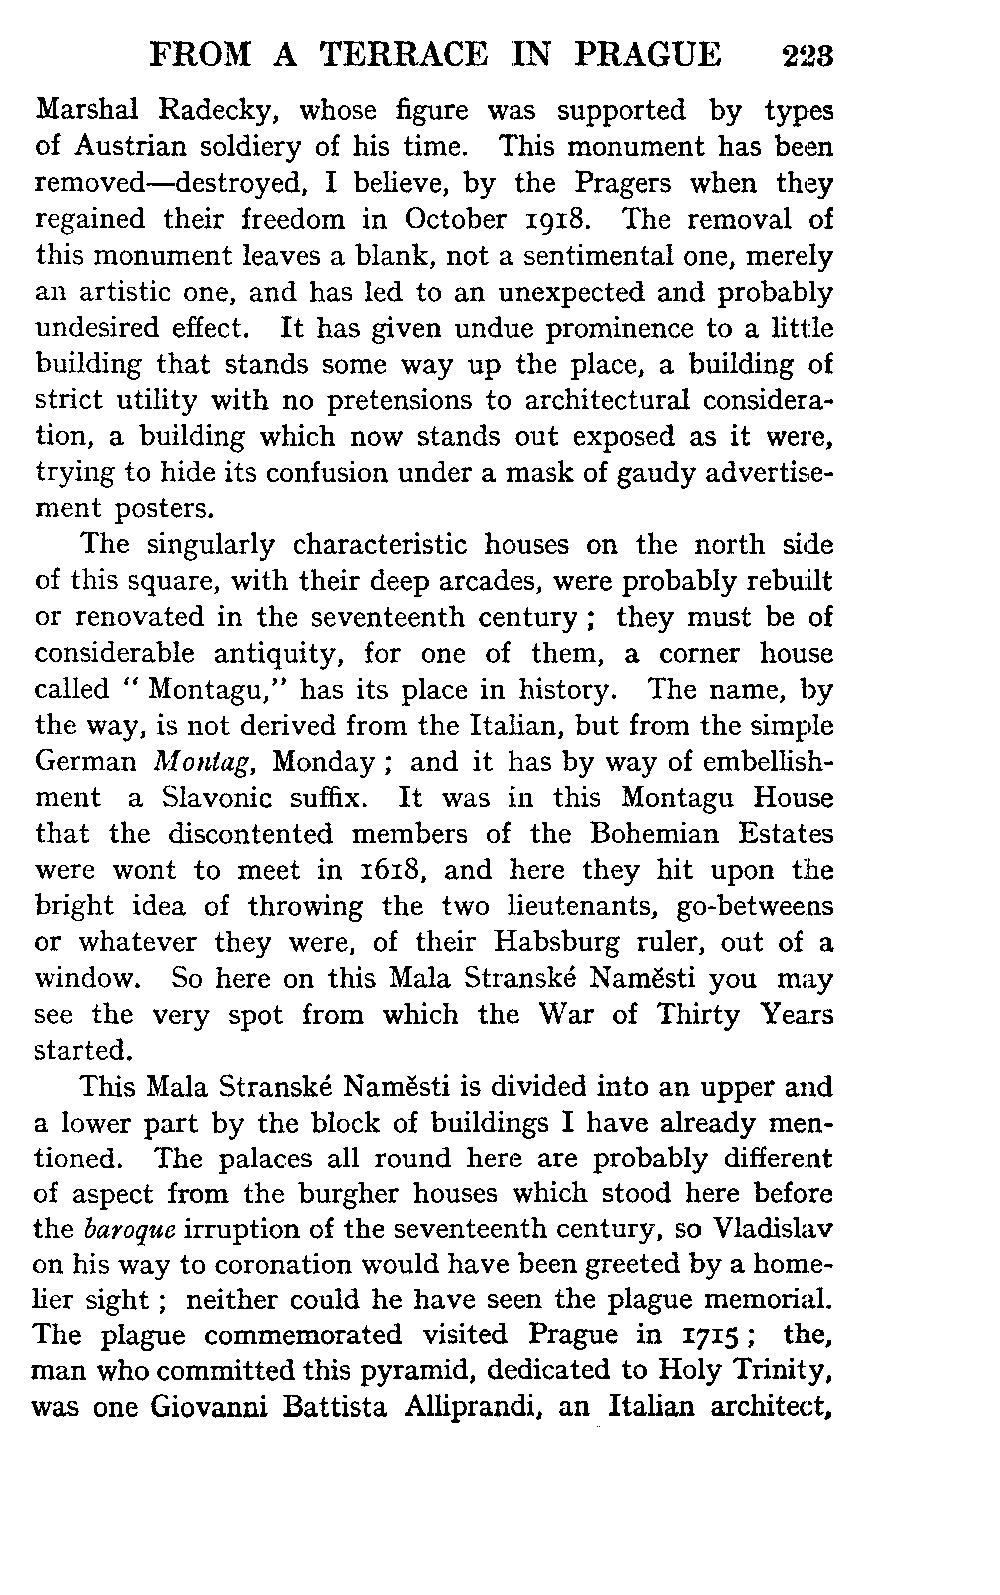 FROM A TERRACE IN PRAGUE 223
Marshal Radecky, whose figure was supported by types
of Austrian soldiery of his time. This monument has been
removed—destroyed, I believe, by the Pragers when they
regained their freedom in October 1918. The removal of
this monument leaves a blank, not a sentimental one, merely
an artistic one, and has led to an unexpected and probably
undesired effect. It has given undue prominence to a little
building that stands some way up the place, a building of
strict utility with no pretensions to architectural considera-
tion, a building which now stands out exposed as it were,
trying to hide its confusion under a mask of gaudy advertise-
ment posters.
The singularly characteristic houses on the north side
of this square, with their deep arcades, were probably rebuilt
or renovated in the seventeenth century ; they must be of
considerable antiquity, for one of them, a corner house
called " Montagu," has its place in history. The name, by
the way, is not derived from the Italian, but from the simple
German Montag, Monday ; and it has by way of embellish-
ment a Slavonic suffix. It was in this Montagu House
that the discontented members of the Bohemian Estates
were wont to meet in 1618, and here they hit upon the
bright idea of throwing the two lieutenants, go-betweens
or whatever they were, of their Habsburg ruler, out of a
window. So here on this Mala Stranské Naměsti you may
see the very spot from which the War of Thirty Years
started.
This Mala Stranské Naměsti is divided into an upper and
a lower part by the block of buildings I have already men-
tioned. The palaces all round here are probably different
of aspect from the burgher houses which stood here before
the baroque irruption of the seventeenth century, so Vladislav
on his way to coronation would have been greeted by a home-
lier sight ; neither could he have seen the plague memorial.
The plague commemorated visited Prague in 1715 ; the,
man who committed this pyramid, dedicated to Holy Trinity,
was one Giovanni Battista Alliprandi, an Italian architect,